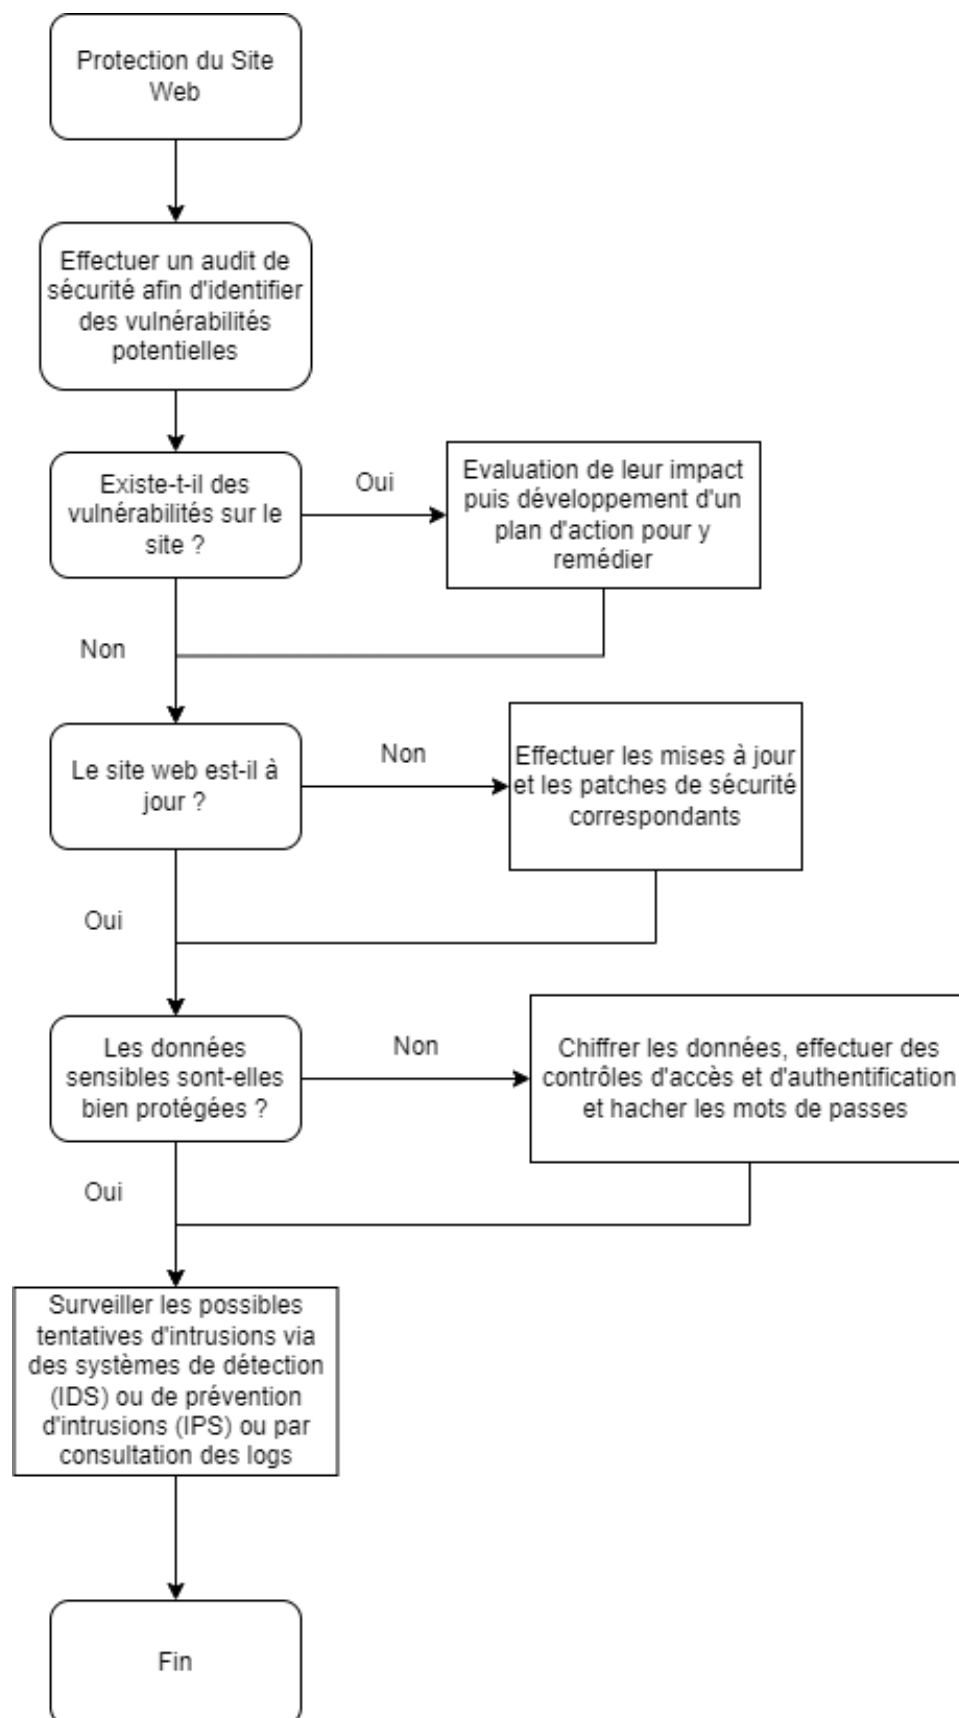 Protection du Site
Web
Effectuer un audit de
sécurité afin d'identifier
des vulnérabilités
potentielles
Existe-t-il des
vulnérabilités sur le
site ?
Oui
Evaluation de leur impact
puis développement d'un
plan d'action pour y
remédier
Non
Le site web est-il à
jour ?
Non
Effectuer les mises à jour
et les patches de sécurité
correspondants
Oui
Les données
sensibles sont-elles
bien protégées ?
Non
Chiffrer les données, effectuer des
contrôles d'accès et d'authentification
et hacher les mots de passes
Oui
Surveiller les possibles
tentatives d'intrusions via
des systèmes de détection
(IDS) ou de prévention
d'intrusions (IPS) ou par
consultation des logs
Fin